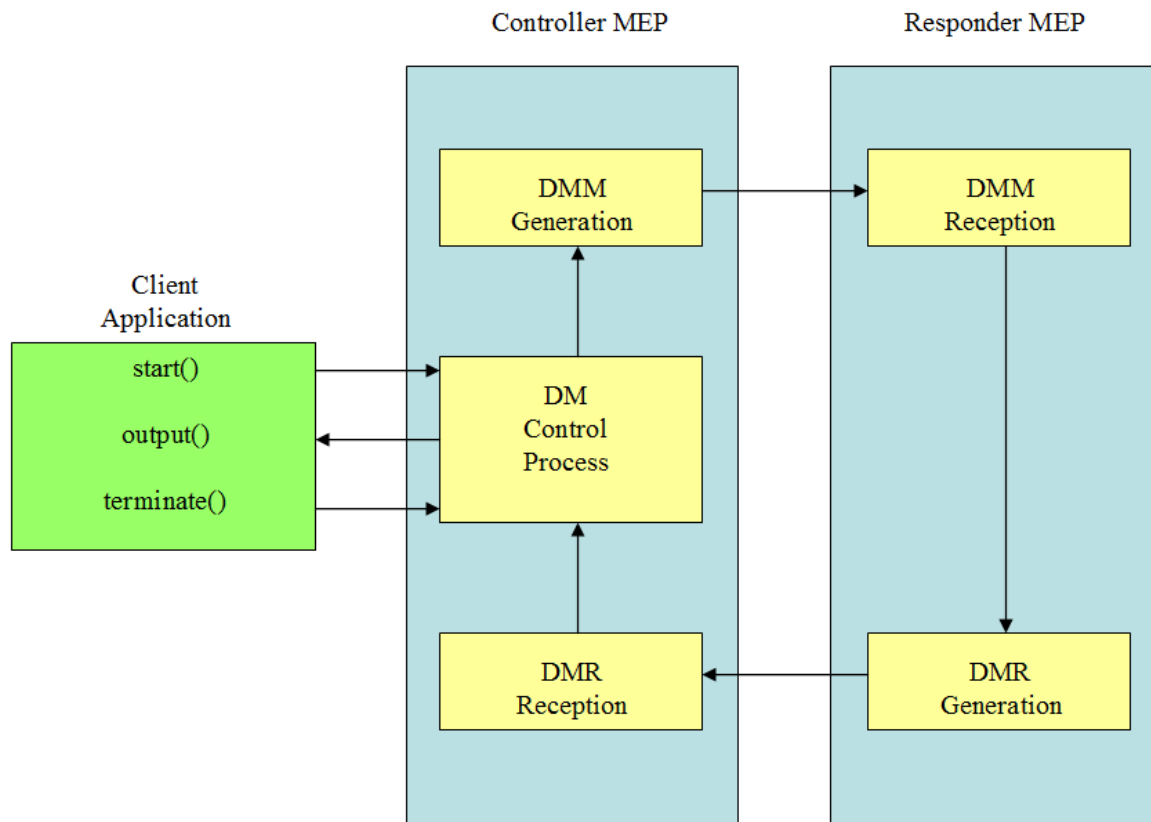 Controller MEP
Responder MEP
DMM
Generation
DMM
Reception
Client
Application
start()
output()
terminate()
DM
Control
Process
DMR
Reception
DMR
Generation